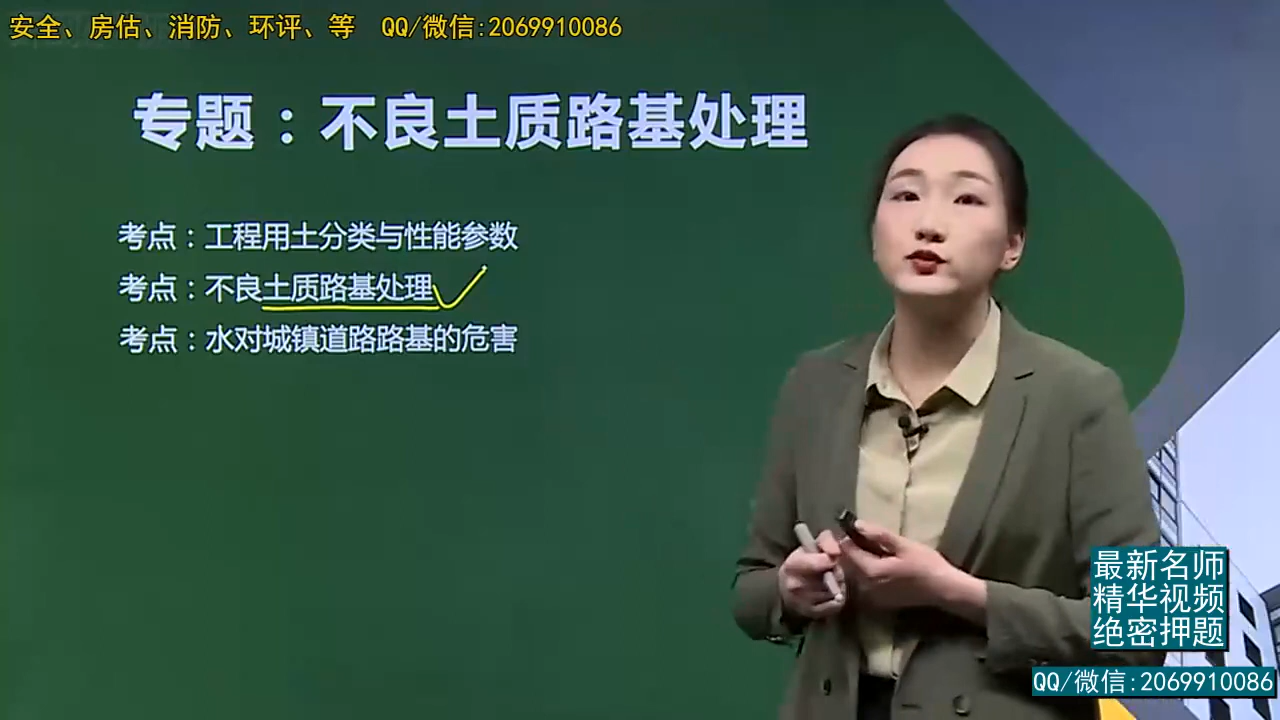 安全、房估、消防、环评、等 QQ/微信:2069910086
专题：不良土质路基处理
考点：工程用土分类与性能参数
考点：不良土质路基处理
考点：水对城镇道路路基的危害
最新名师
精华视频
绝密押题
QQ/微信:2069910086